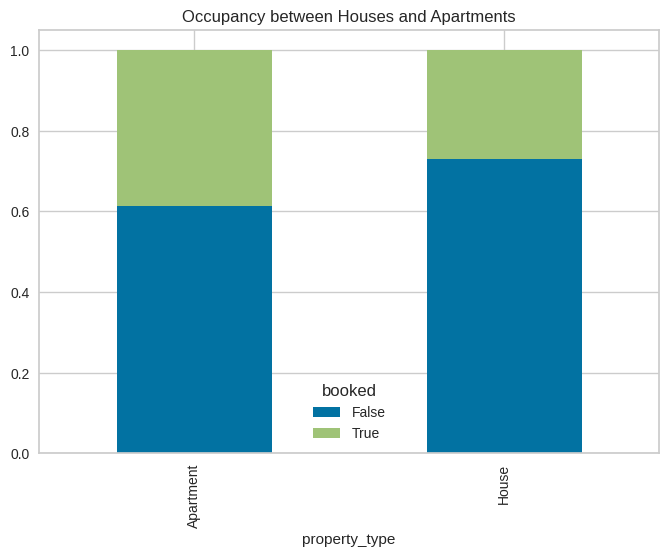 Occupancy between Houses and Apartments
1.0
0.8
0.6
0.4
0.2
0.0
booked
False
True
Apartment
House
property_type